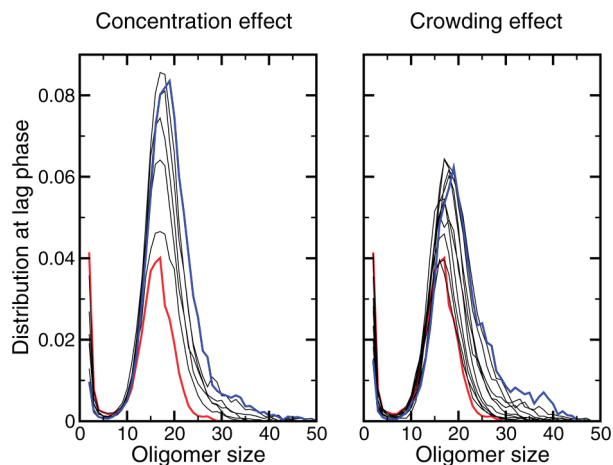 Concentration effect
Crowding effect
Distribution at lag phase
0.08
0.06
0.04
0.02
0
0 10 20 30 40 50
0 10 20 30 40 50
Oligomer size
Oligomer size